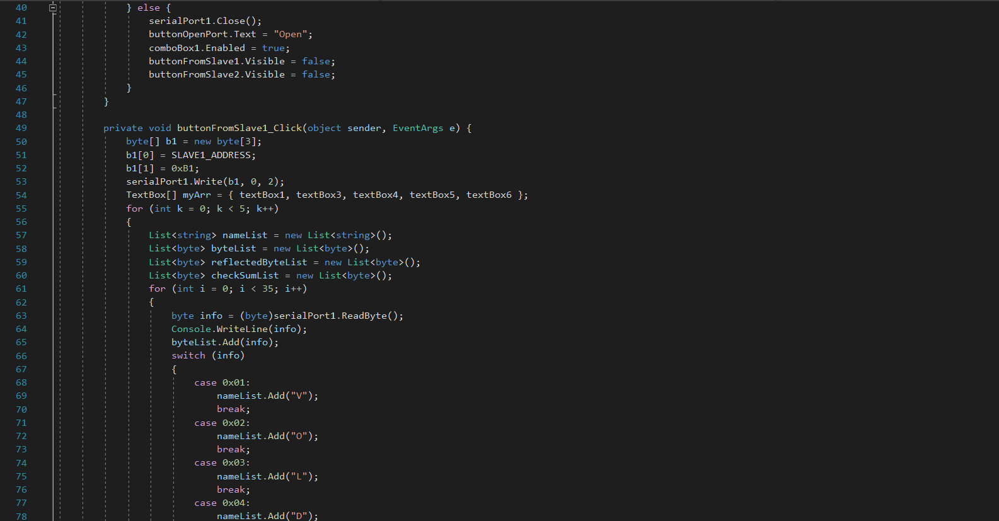 40 } else {
41 serialPort1.Close();
42 buttonOpenPort.Text = "Open";
43 comboBox1.Enabled = true;
44 buttonFromSlave1.Visible = false;
45 buttonFromSlave2.Visible = false;
46 }
47 }
48
49 private void buttonFromSlave1_Click(object sender, EventArgs e) {
50 byte[] b1 = new byte[3];
51 b1[0] = SLAVE1_ADDRESS;
52 b1[1] = 0xB1;
53 serialPort1.Write(b1, 0, 2);
54 TextBox[] myArr = { textBox1, textBox3, textBox4, textBox5, textBox6 };
55 for (int k = 0; k < 5; k++)
56 {
57 List<string> nameList = new List<string>();
58 List<byte> byteList = new List<byte>();
59 List<byte> reflectedByteList = new List<byte>();
60 List<byte> checkSumList = new List<byte>();
61 for (int i = 0; i < 35; i++)
62 {
63 byte info = (byte)serialPort1.ReadByte();
64 Console.WriteLine(info);
65 byteList.Add(info);
66 switch (info)
67 {
68 case 0x01:
69 nameList.Add("V");
70 break;
71 case 0x02:
72 nameList.Add("O");
73 break;
74 case 0x03:
75 nameList.Add("L");
76 break;
77 case 0x04:
78 nameList.Add("D");